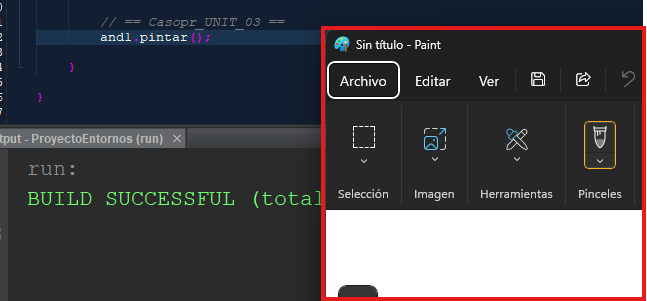 // == Casopr_UNIT_03 ==
andl.pintar();
}
}
Output - ProyectoEntornos (run) ×
run:
BUILD SUCCESSFUL (total
Sin título - Paint
Archivo Editar Ver
Selección Imagen Herramientas Pinceles